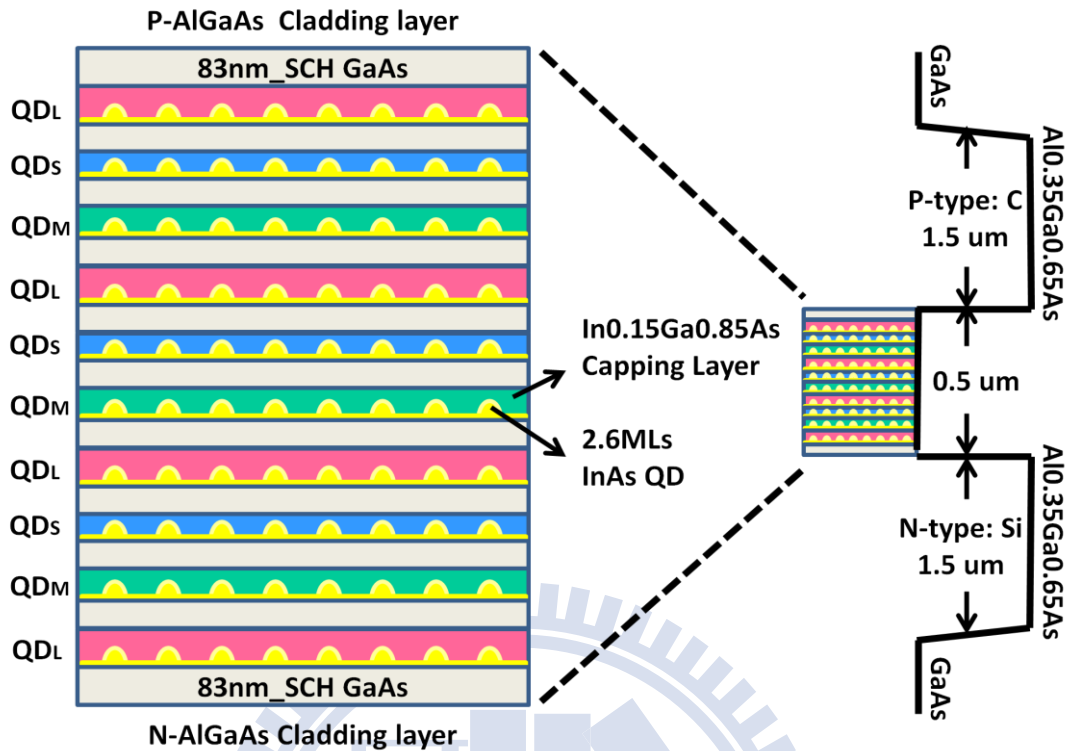 P-AlGaAs Cladding layer
83nm_SCH GaAs
QDL
QDS
QDM
QDL
QDS
QDM
QDL
QDS
QDM
QDL
83nm_SCH GaAs
N-AlGaAs Cladding layer
In0.15Ga0.85As
Capping Layer
2.6MLs
InAs QD
GaAs
Al0.35Ga0.65As
P-type: C
1.5 um
0.5 um
Al0.35Ga0.65As
N-type: Si
1.5 um
GaAs